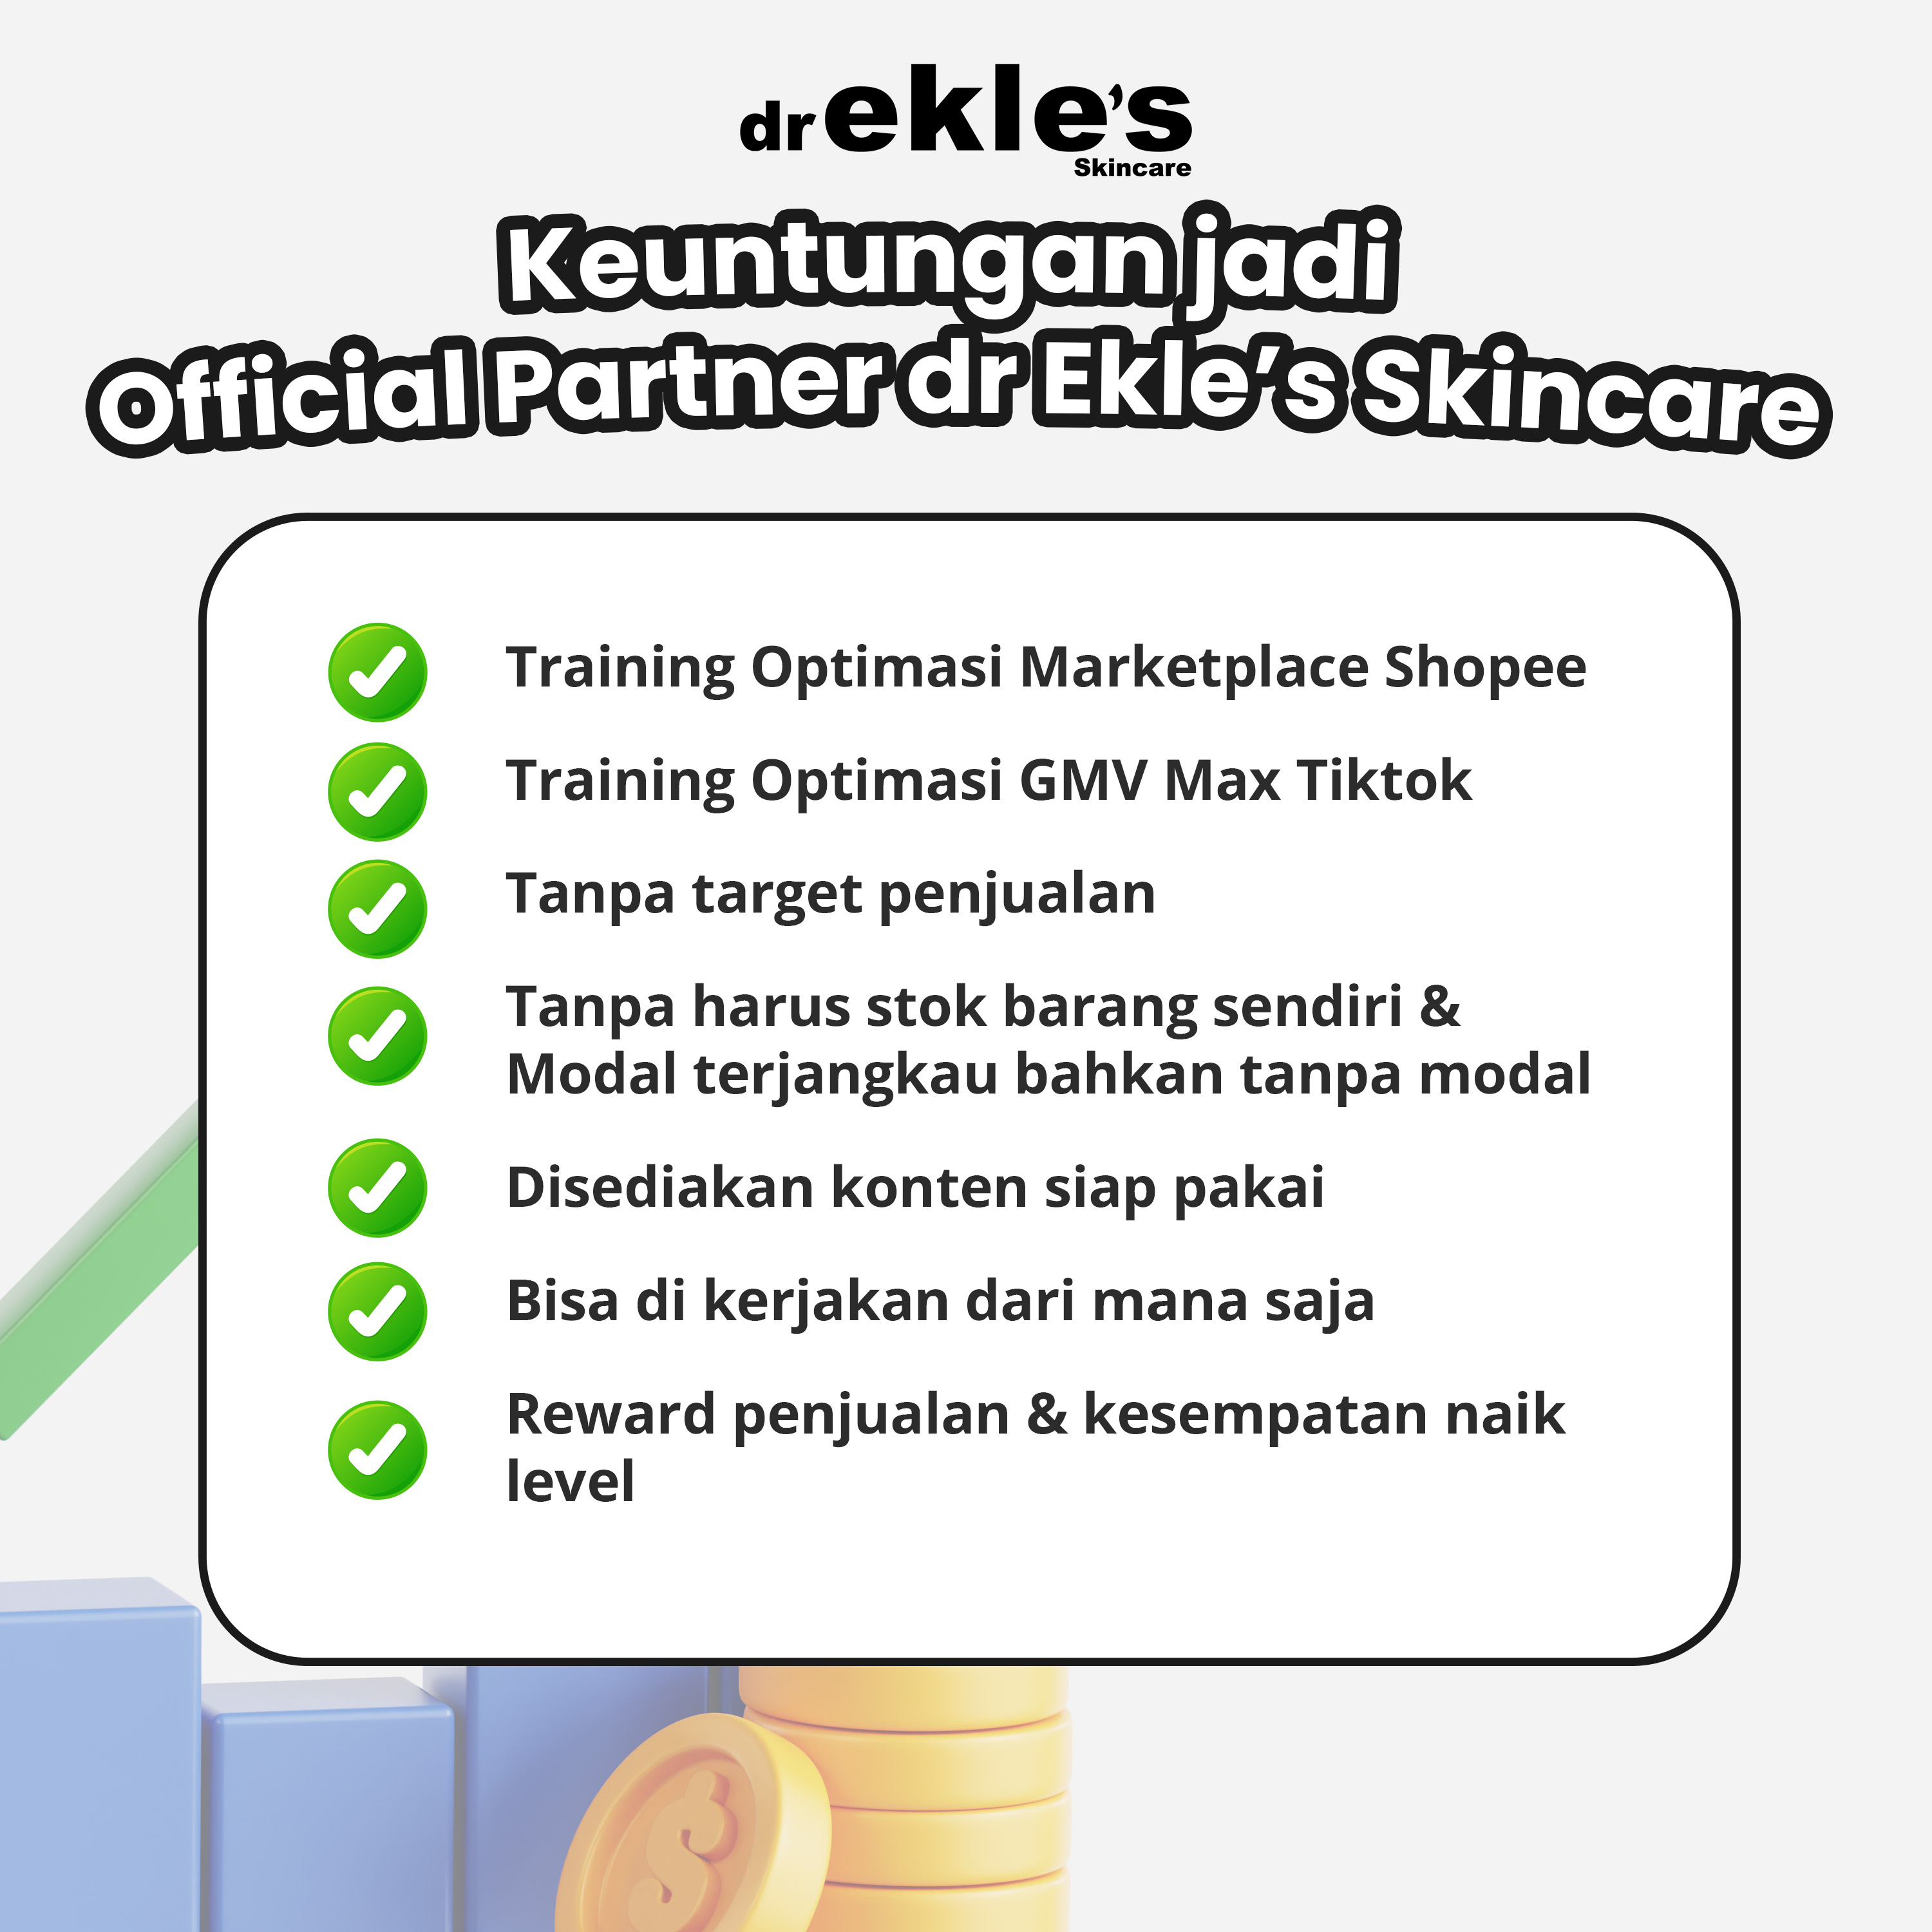 dr ekle's
Skincare
Keuntungan jadi
Official Partner dr Ekle's Skincare
Training Optimasi Marketplace Shopee
Training Optimasi GMV Max Tiktok
Tanpa target penjualan
Tanpa harus stok barang sendiri &
Modal terjangkau bahkan tanpa modal
Disediakan konten siap pakai
Bisa di kerjakan dari mana saja
Reward penjualan & kesempatan naik
level
$